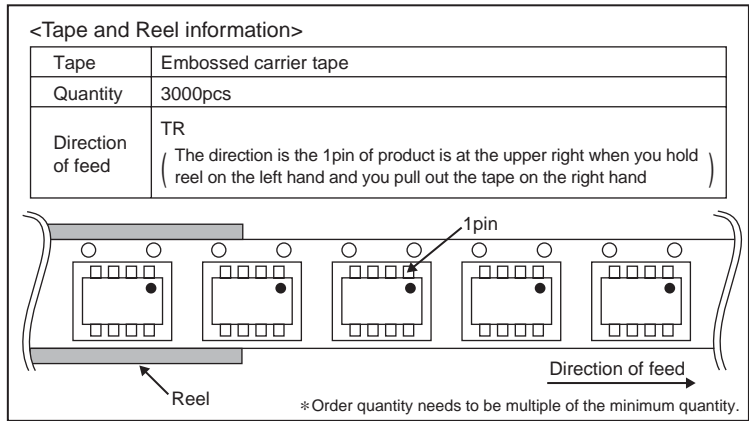 <Tape and Reel information>
Tape Embossed carrier tape
Quantity 3000pcs
Direction of feed TR
( The direction is the 1pin of product is at the upper right when you hold
reel on the left hand and you pull out the tape on the right hand )
1pin
Direction of feed
Reel
*Order quantity needs to be multiple of the minimum quantity.